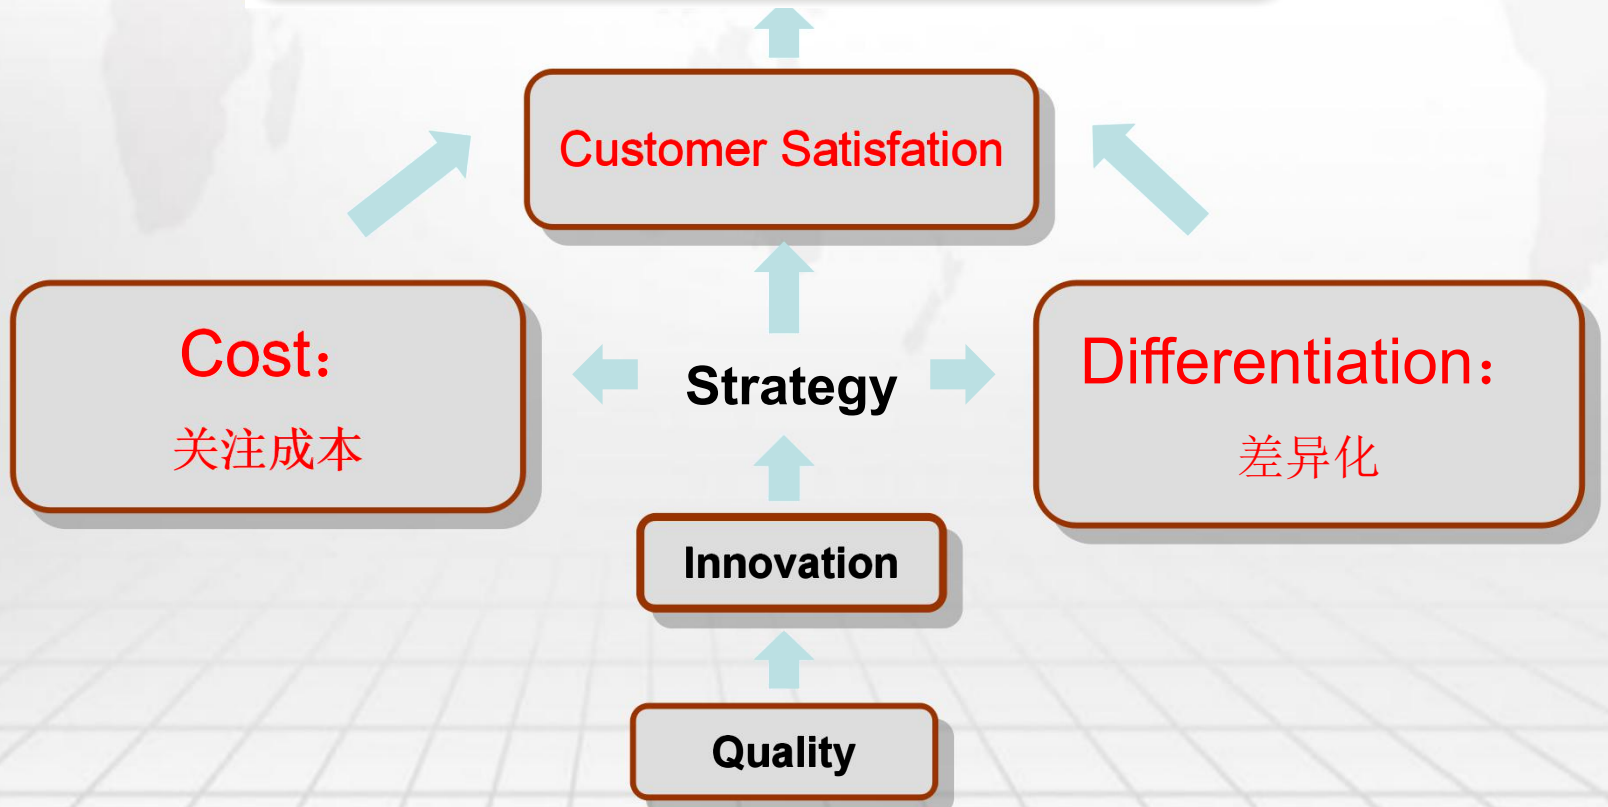 Customer Satisfation
Cost：
关注成本
Strategy
Differentiation：
差异化
Innovation
Quality